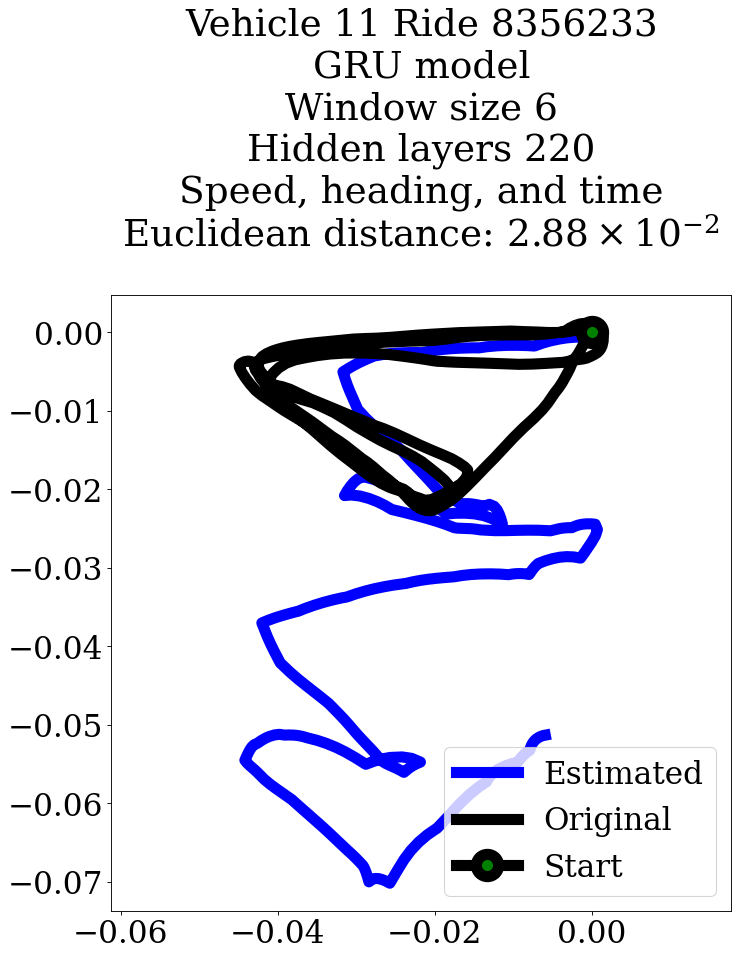 Vehicle 11 Ride 8356233
GRU model
Window size 6
Hidden layers 220
Speed, heading, and time
Euclidean distance: 2.88 × 10⁻²
0.00
−0.01
−0.02
−0.03
−0.04
−0.05
−0.06
−0.07
Estimated
Original
Start
−0.06 −0.04 −0.02 0.00